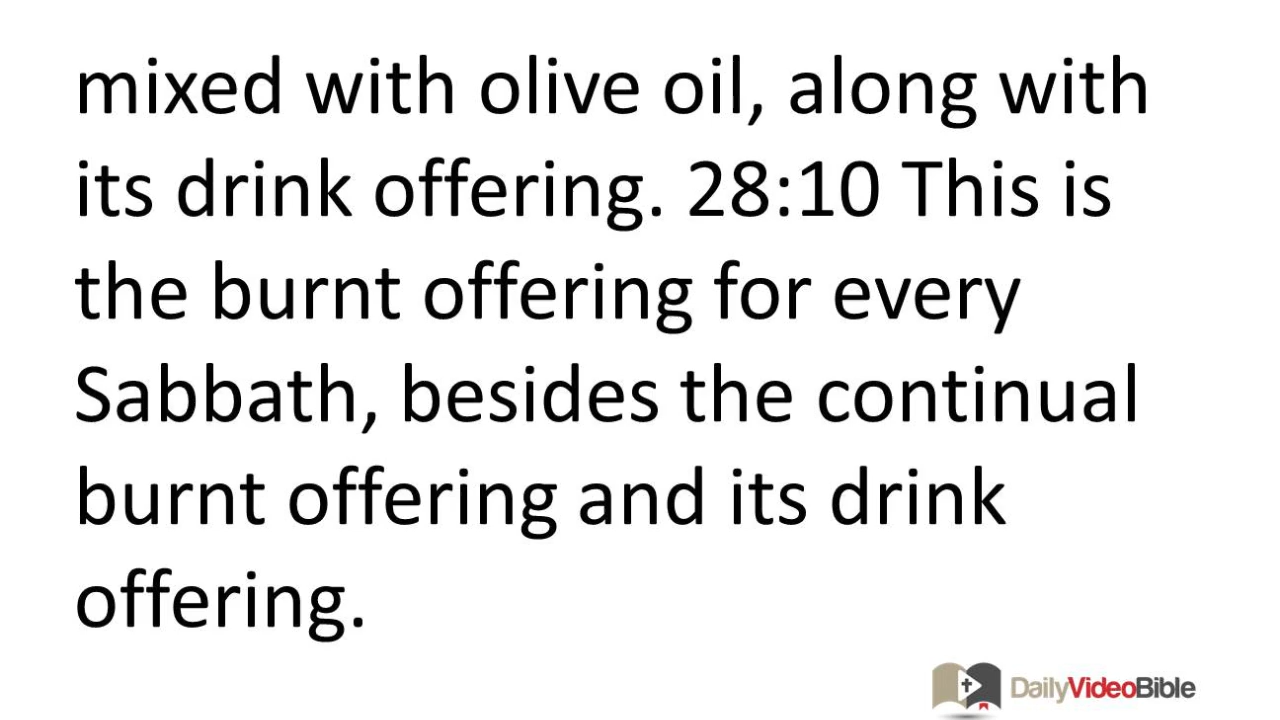 mixed with olive oil, along with
its drink offering. 28:10 This is
the burnt offering for every
Sabbath, besides the continual
burnt offering and its drink
offering.
DailyVideoBible